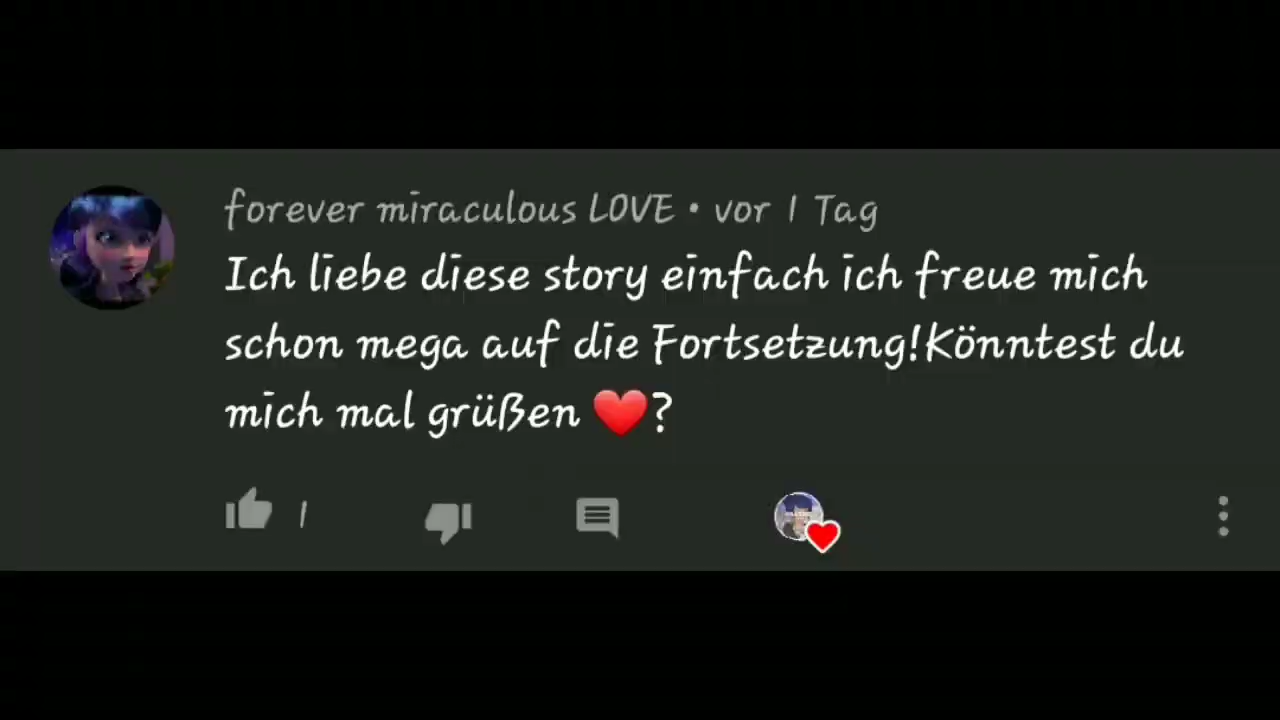 forever miraculous LOVE • vor 1 Tag
Ich liebe diese story einfach ich freue mich
schon mega auf die Fortsetzung!Könntest du
mich mal grüßen ❤️?
1